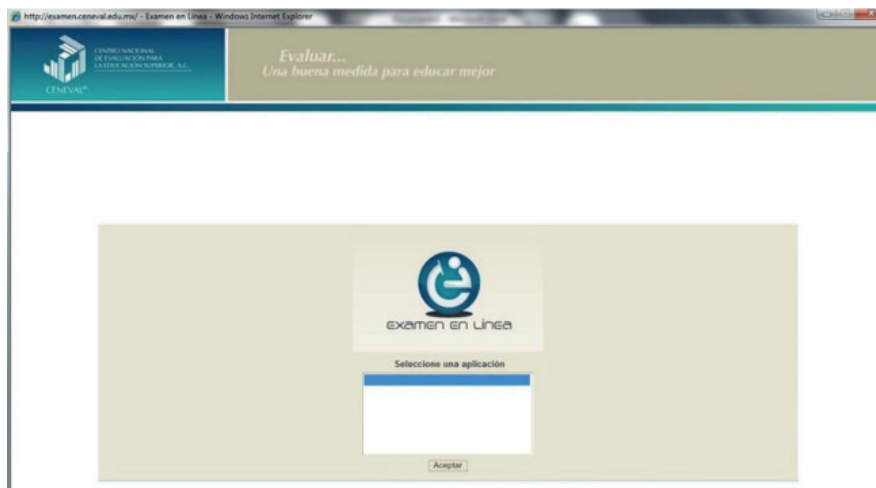 http://examen.ceneval.edu.mx/ - Examen en Línea - Windows Internet Explorer
CENTRO NACIONAL
DE EVALUACIÓN PARA
LA EDUCACIÓN SUPERIOR, A.C.
CENEVAL®
Evaluar...
Una buena medida para educar mejor
examen en Línea
Seleccione una aplicación
Aceptar